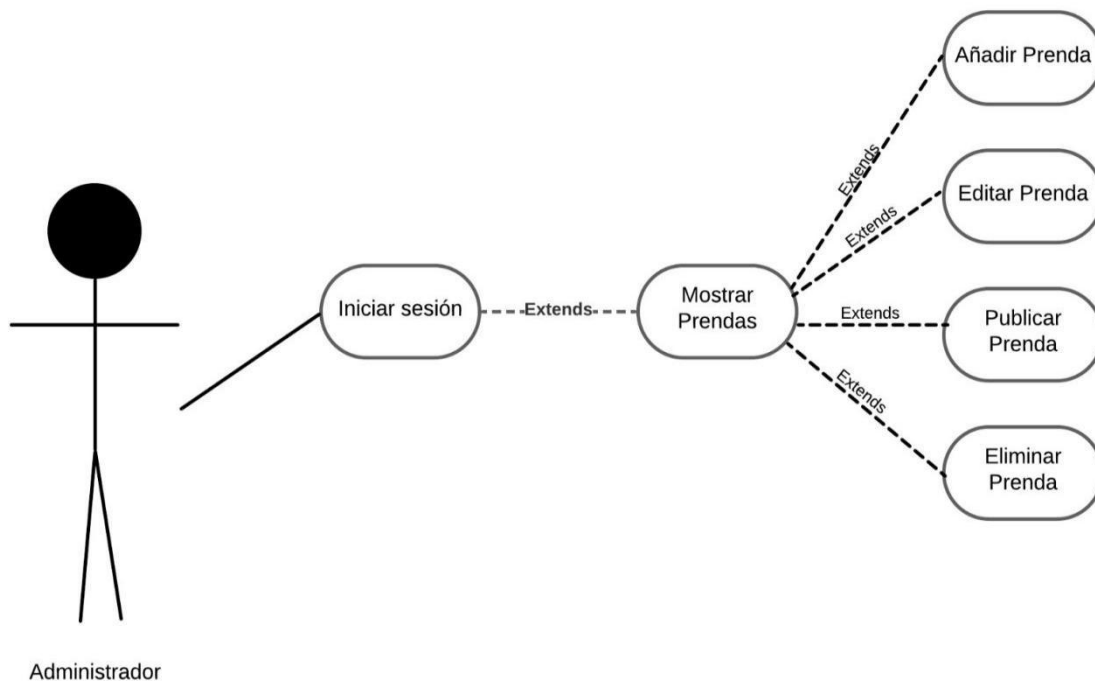 Añadir Prenda
Extends
Editar Prenda
Extends
Iniciar sesión
Extends
Mostrar
Prendas
Extends
Publicar
Prenda
Extends
Eliminar
Prenda
Administrador